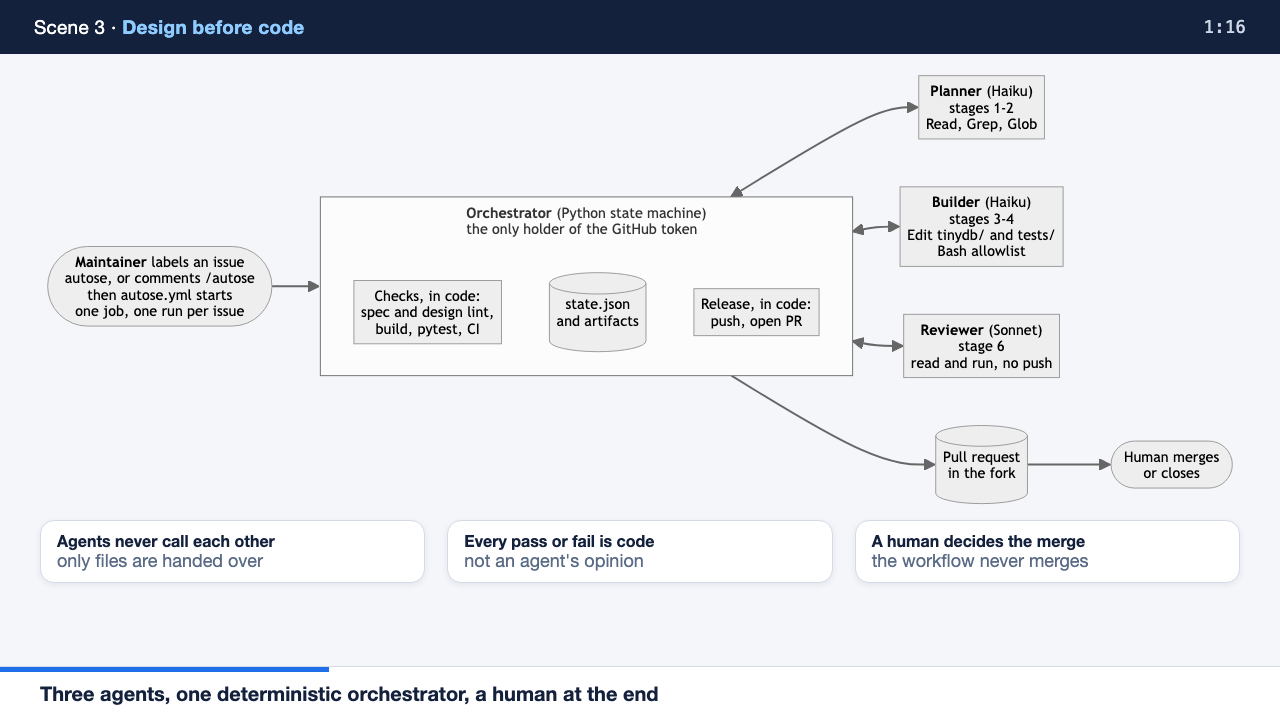 Scene 3 · Design before code
1:16
Planner (Haiku)
stages 1-2
Read, Grep, Glob
Builder (Haiku)
stages 3-4
Edit tinydb/ and tests/
Bash allowlist
Orchestrator (Python state machine)
the only holder of the GitHub token
Maintainer labels an issue
autose, or comments /autose
then autose.yml starts
one job, one run per issue
Checks, in code:
spec and design lint,
build, pytest, CI
state.json
and artifacts
Release, in code:
push, open PR
Reviewer (Sonnet)
stage 6
read and run, no push
Pull request
in the fork
Human merges
or closes
Agents never call each other
only files are handed over
Every pass or fail is code
not an agent's opinion
A human decides the merge
the workflow never merges
Three agents, one deterministic orchestrator, a human at the end